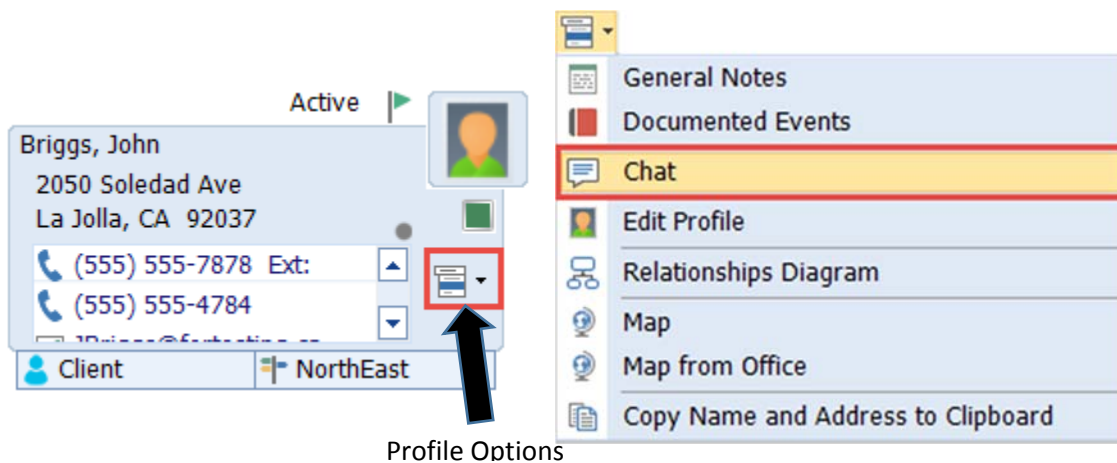 Active
Briggs, John
2050 Soledad Ave
La Jolla, CA 92037
(555) 555-7878 Ext:
(555) 555-4784
Client
NorthEast
Profile Options
General Notes
Documented Events
Chat
Edit Profile
Relationships Diagram
Map
Map from Office
Copy Name and Address to Clipboard